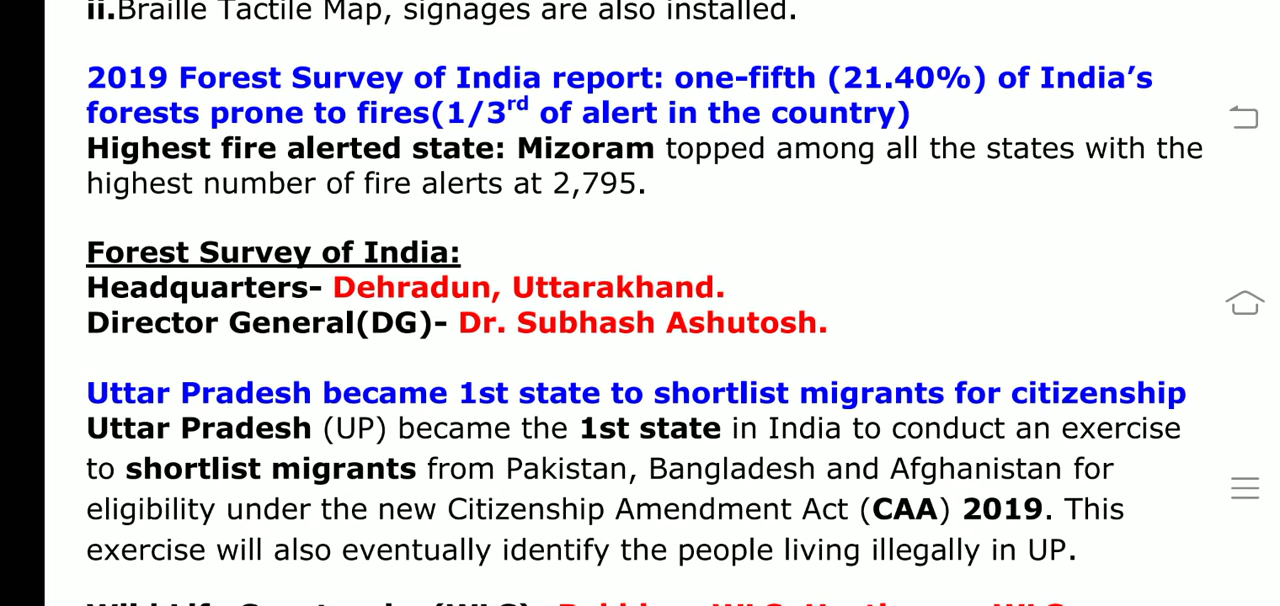 ii.Braille Tactile Map, signages are also installed.
2019 Forest Survey of India report: one-fifth (21.40%) of India’s
forests prone to fires(1/3rd of alert in the country)
Highest fire alerted state: Mizoram topped among all the states with the
highest number of fire alerts at 2,795.
Forest Survey of India:
Headquarters- Dehradun, Uttarakhand.
Director General(DG)- Dr. Subhash Ashutosh.
Uttar Pradesh became 1st state to shortlist migrants for citizenship
Uttar Pradesh (UP) became the 1st state in India to conduct an exercise
to shortlist migrants from Pakistan, Bangladesh and Afghanistan for
eligibility under the new Citizenship Amendment Act (CAA) 2019. This
exercise will also eventually identify the people living illegally in UP.